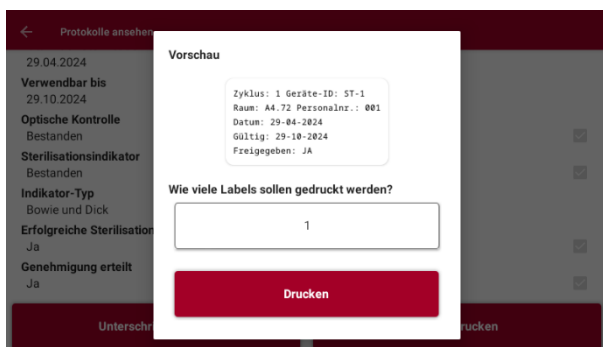 Protokolle ansehen
29.04.2024
Verwendbar bis
29.10.2024
Optische Kontrolle
Bestanden
Sterilisationsindikator
Bestanden
Indikator-Typ
Bowie und Dick
Erfolgreiche Sterilisation
Ja
Genehmigung erteilt
Ja
Vorschau
Zyklus: 1 Geräte-ID: ST-1
Raum: A4.72 Personalnr.: 001
Datum: 29-04-2024
Gültig: 29-10-2024
Freigegeben: JA
Wie viele Labels sollen gedruckt werden?
1
Drucken
Unterschr
rucken